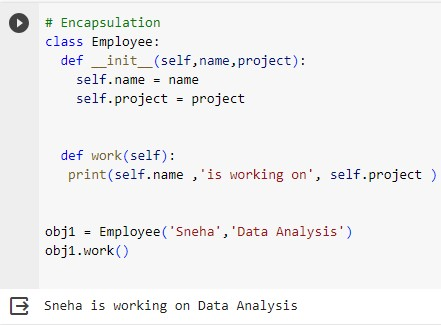 # Encapsulation
class Employee:
  def __init__(self,name,project):
    self.name = name
    self.project = project
  def work(self):
   print(self.name ,'is working on', self.project )
obj1 = Employee('Sneha','Data Analysis')
obj1.work()
Sneha is working on Data Analysis